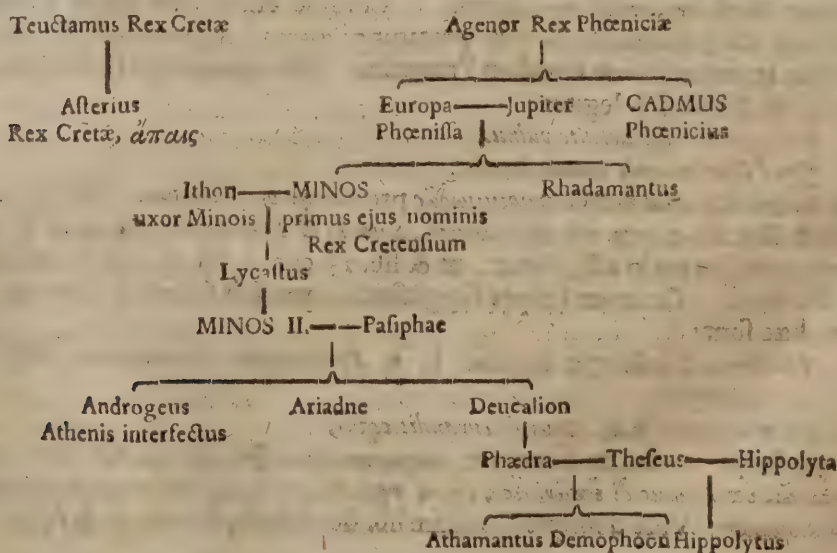 Teuctamus Rex Cretæ Agenor Rex Phœniciæ
Aſterius Europa Jupiter CADMUS
Rex Cretæ, ἄπαις Phœniſſa Phœnicius
Ithon MINOS Rhadamantus
uxor Minois primus ejus nominis
Rex Cretenſium
Lycaſtus
MINOS II. Paſiphae
Androgeus Ariadne Deucalion
Athenis interfectus
Phædra Theſeus Hippolyta
Athamantus Demophoon Hippolytus